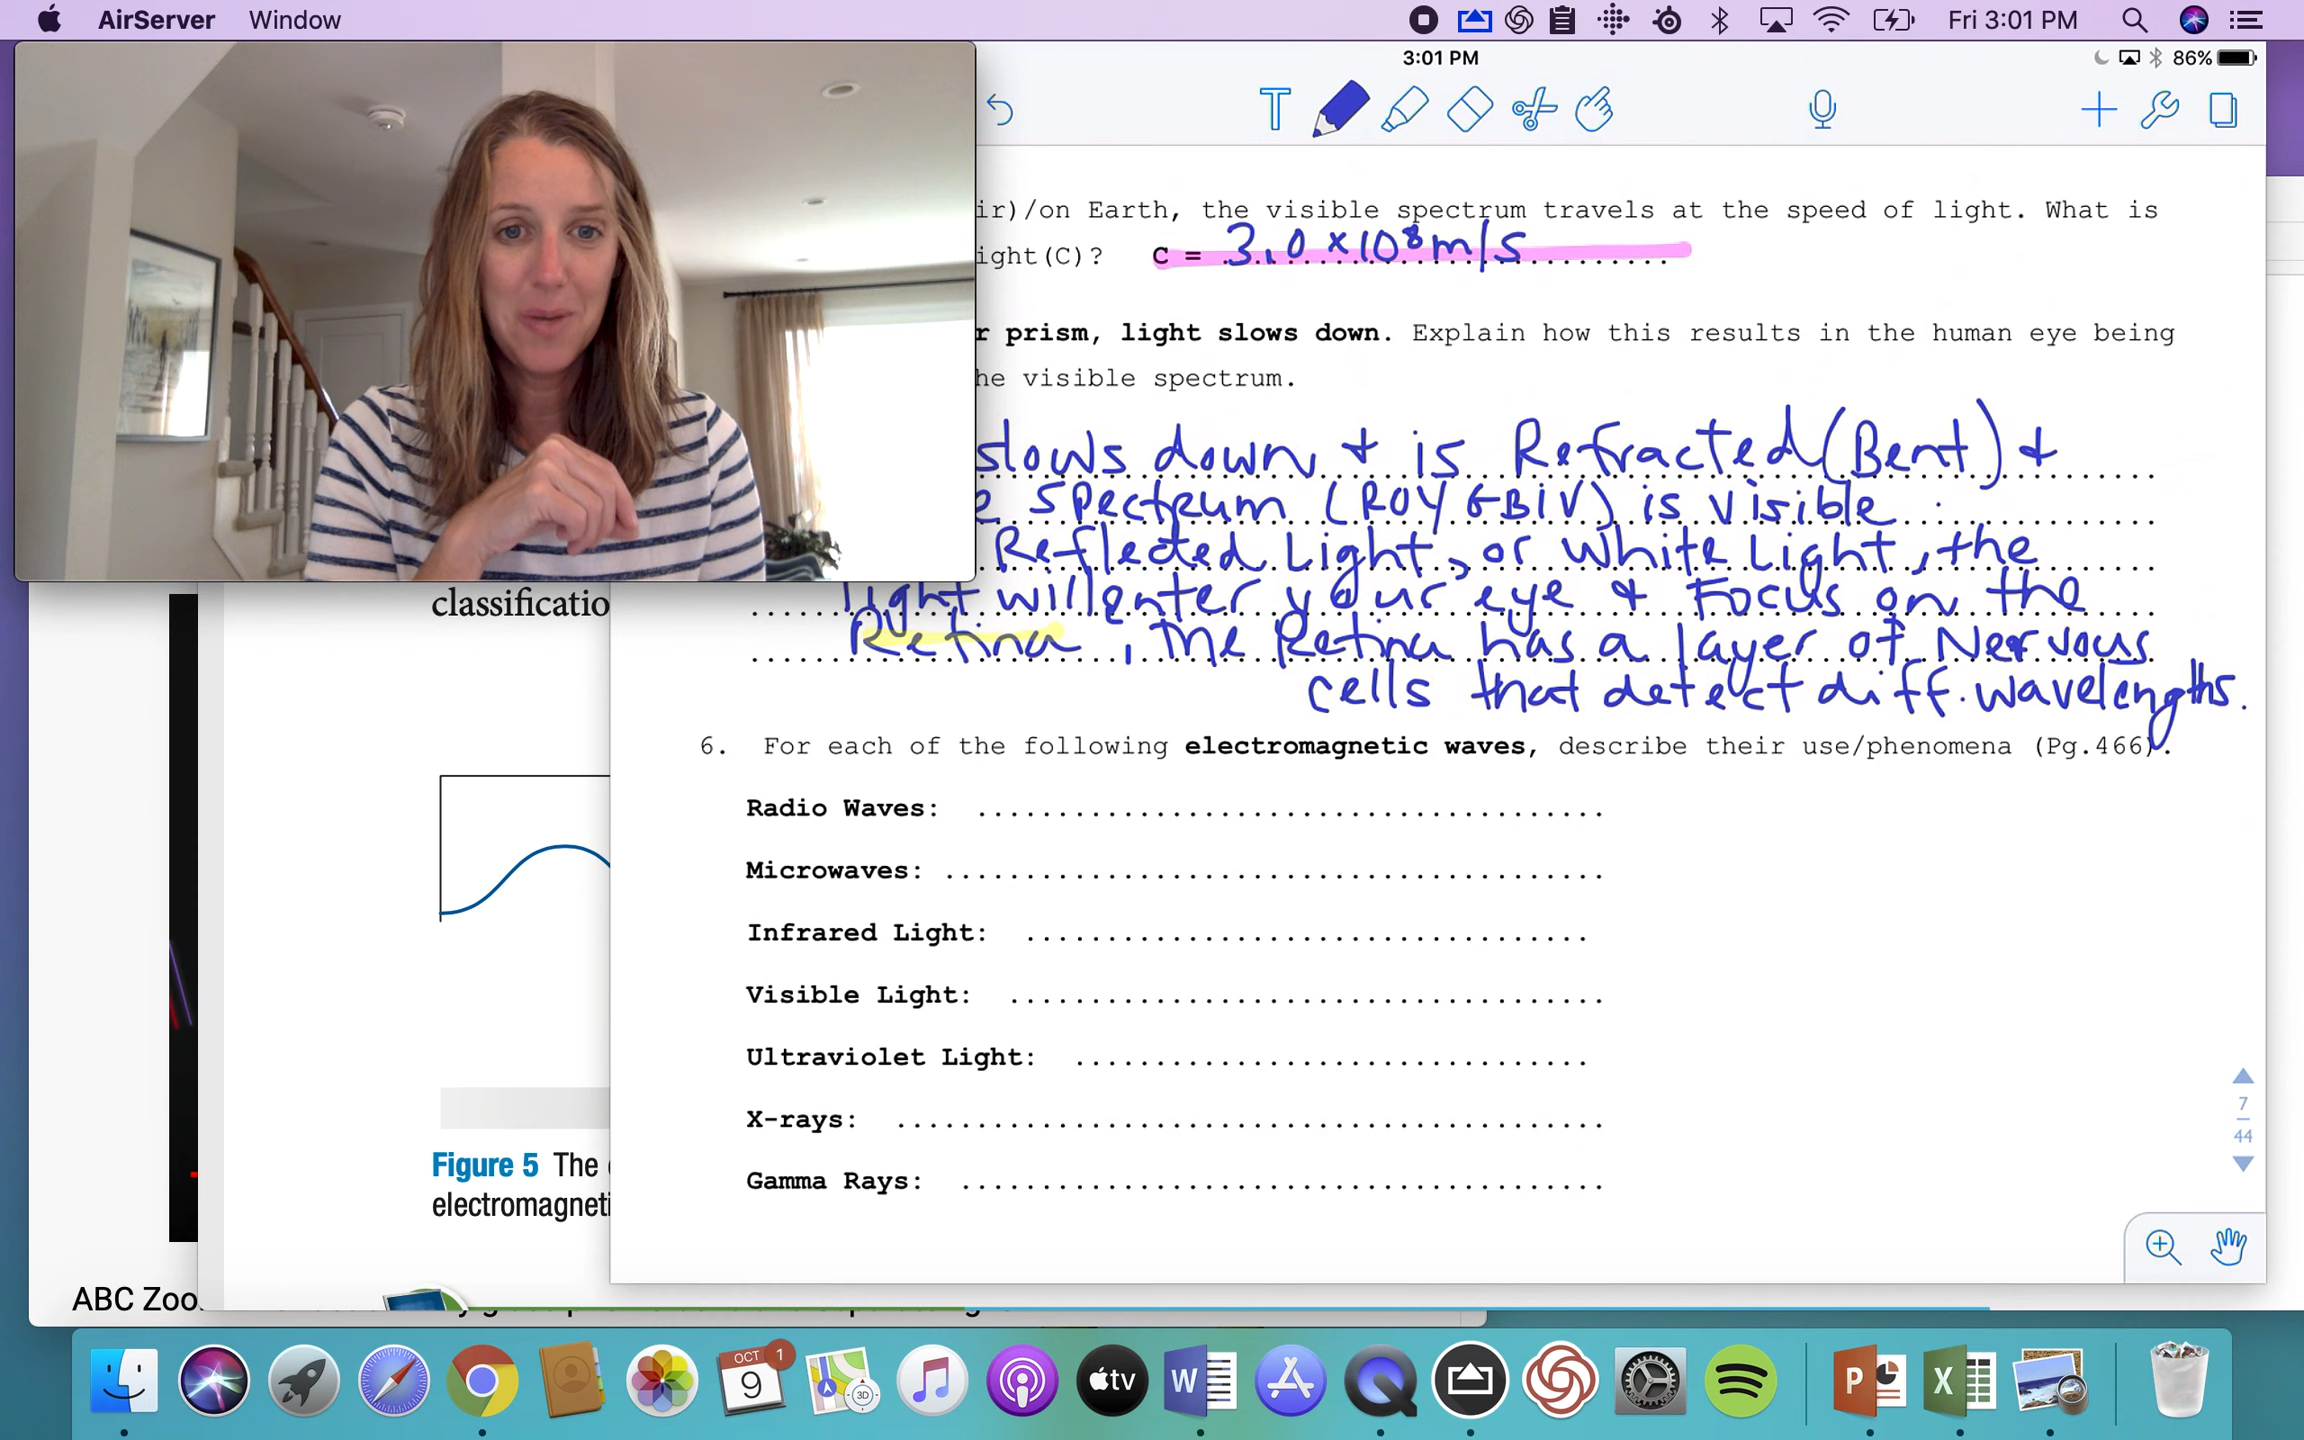 AirServer Window Fri 3:01 PM
3:01 PM 86%
T
ir)/on Earth, the visible spectrum travels at the speed of light. What is
ight(C)? C = 3.0 x 10⁸ m/s
r prism, light slows down. Explain how this results in the human eye being
he visible spectrum.
slows down + is Refracted (Bent) +
e spectrum (ROY GBIV) is visible.
Reflected Light, or White Light, the
light will enter your eye + Focus on the
Retina, the Retina has a layer of Nervous
cells that detect diff. wavelengths.
classificatio
6. For each of the following electromagnetic waves, describe their use/phenomena (Pg.466).
Radio Waves:
Microwaves:
Infrared Light:
Visible Light:
Ultraviolet Light:
X-rays:
Gamma Rays:
7
44
Figure 5 The
electromagneti
ABC Zoo
OCT 1
9
3D
tv
W
P
X